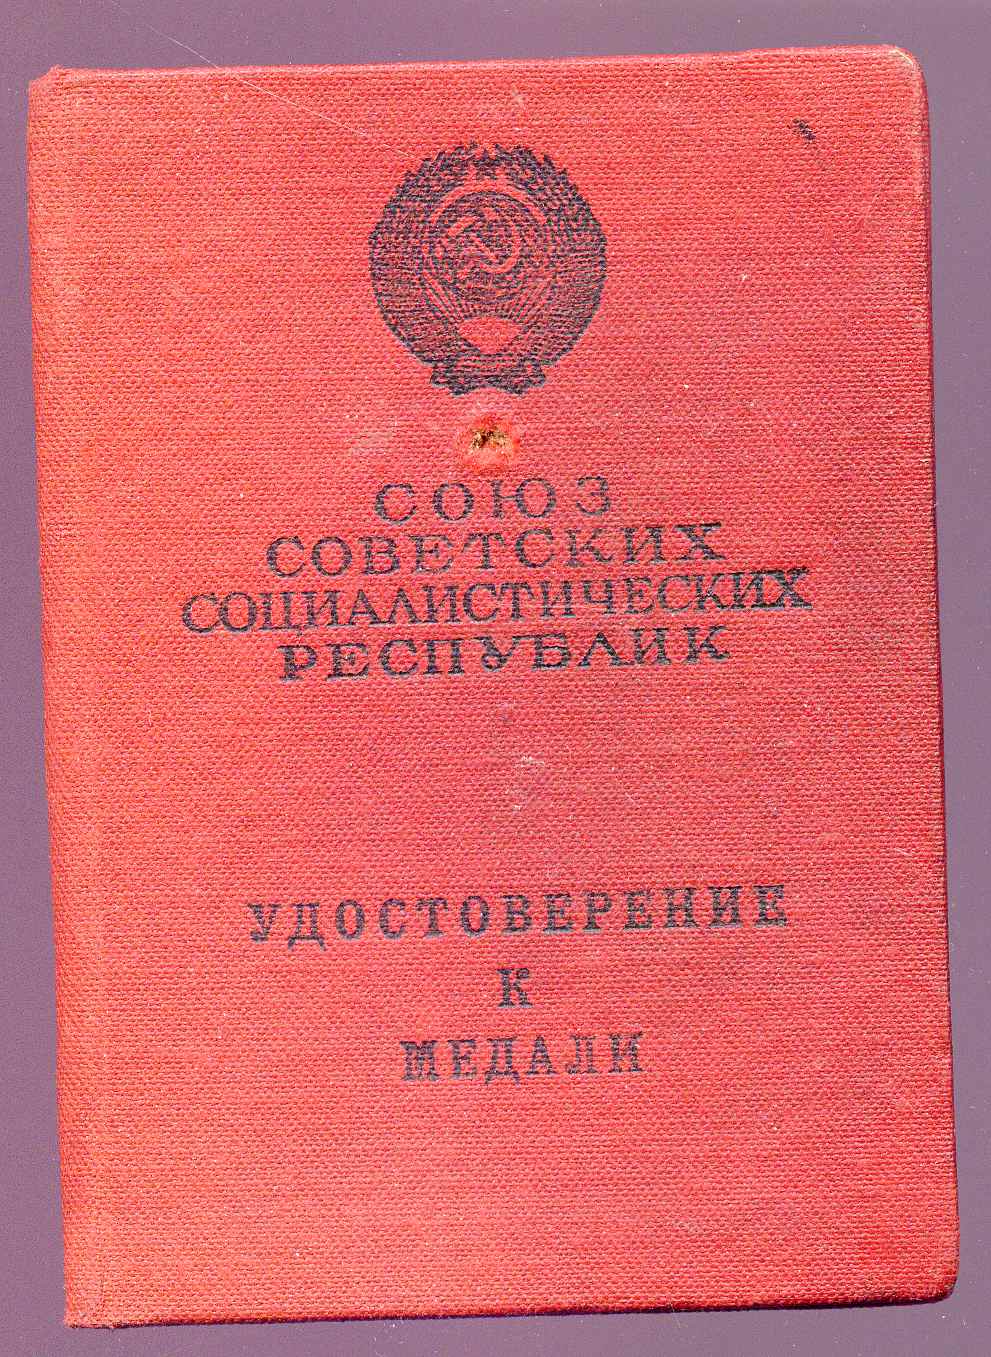 СОЮЗ
СОВЕТСКИХ
СОЦИАЛИСТИЧЕСКИХ
РЕСПУБЛИК
УДОСТОВЕРЕНИЕ
К
МЕДАЛИ